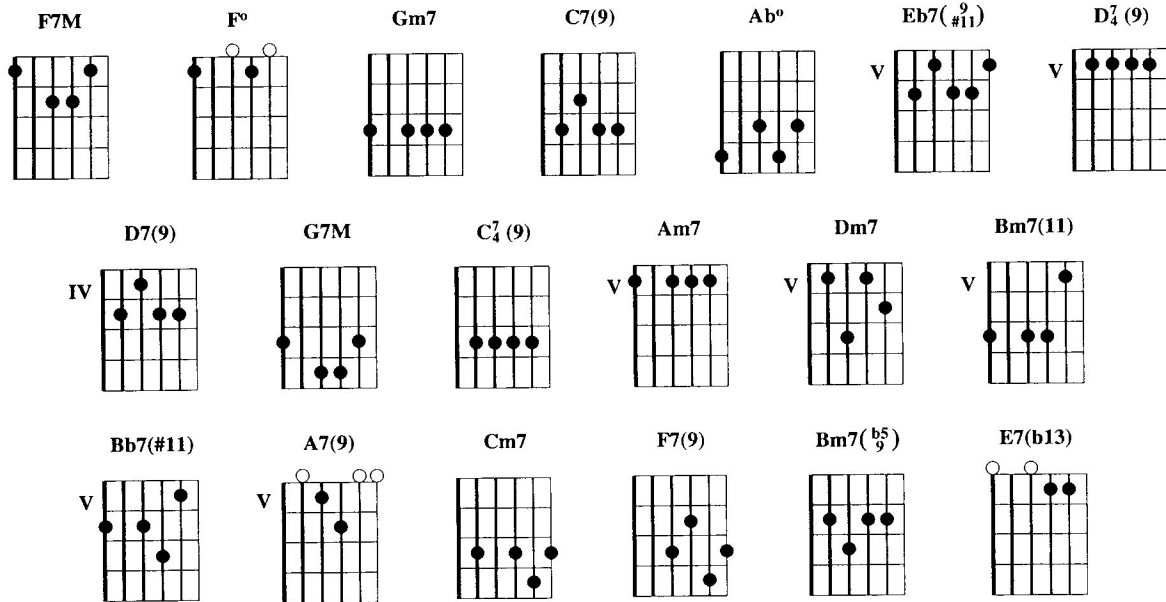 F7M F° Gm7 C7(9) Ab° Eb7(9 #11) D7 4 (9)
V V
D7(9) G7M C7 4 (9) Am7 Dm7 Bm7(11)
IV V V V
Bb7(#11) A7(9) Cm7 F7(9) Bm7(b5 9) E7(b13)
V V